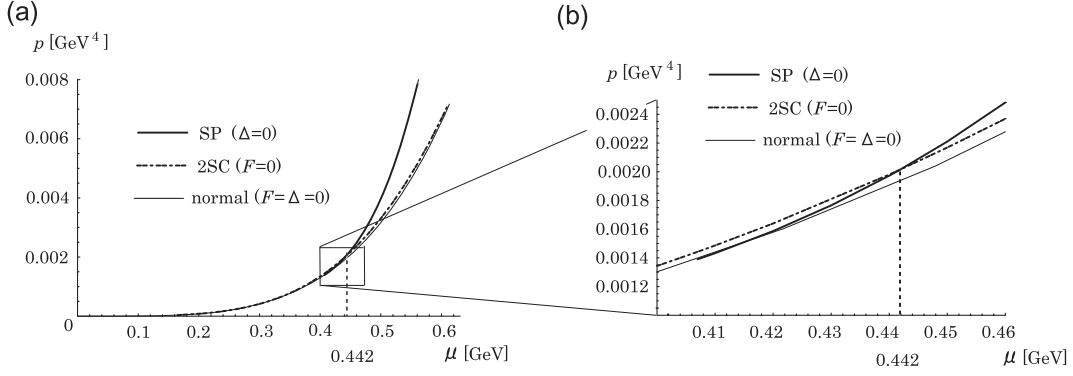 (a)
p [GeV⁴]
0.008
0.006
0.004
0.002
0
SP (Δ=0)
2SC (F=0)
normal (F=Δ=0)
0.1 0.2 0.3 0.4 0.5 0.6
0.442
μ [GeV]
(b)
p [GeV⁴]
0.0024
0.0022
0.0020
0.0018
0.0016
0.0014
0.0012
SP (Δ=0)
2SC (F=0)
normal (F=Δ=0)
0.41 0.42 0.43 0.44 0.45 0.46
0.442
μ [GeV]